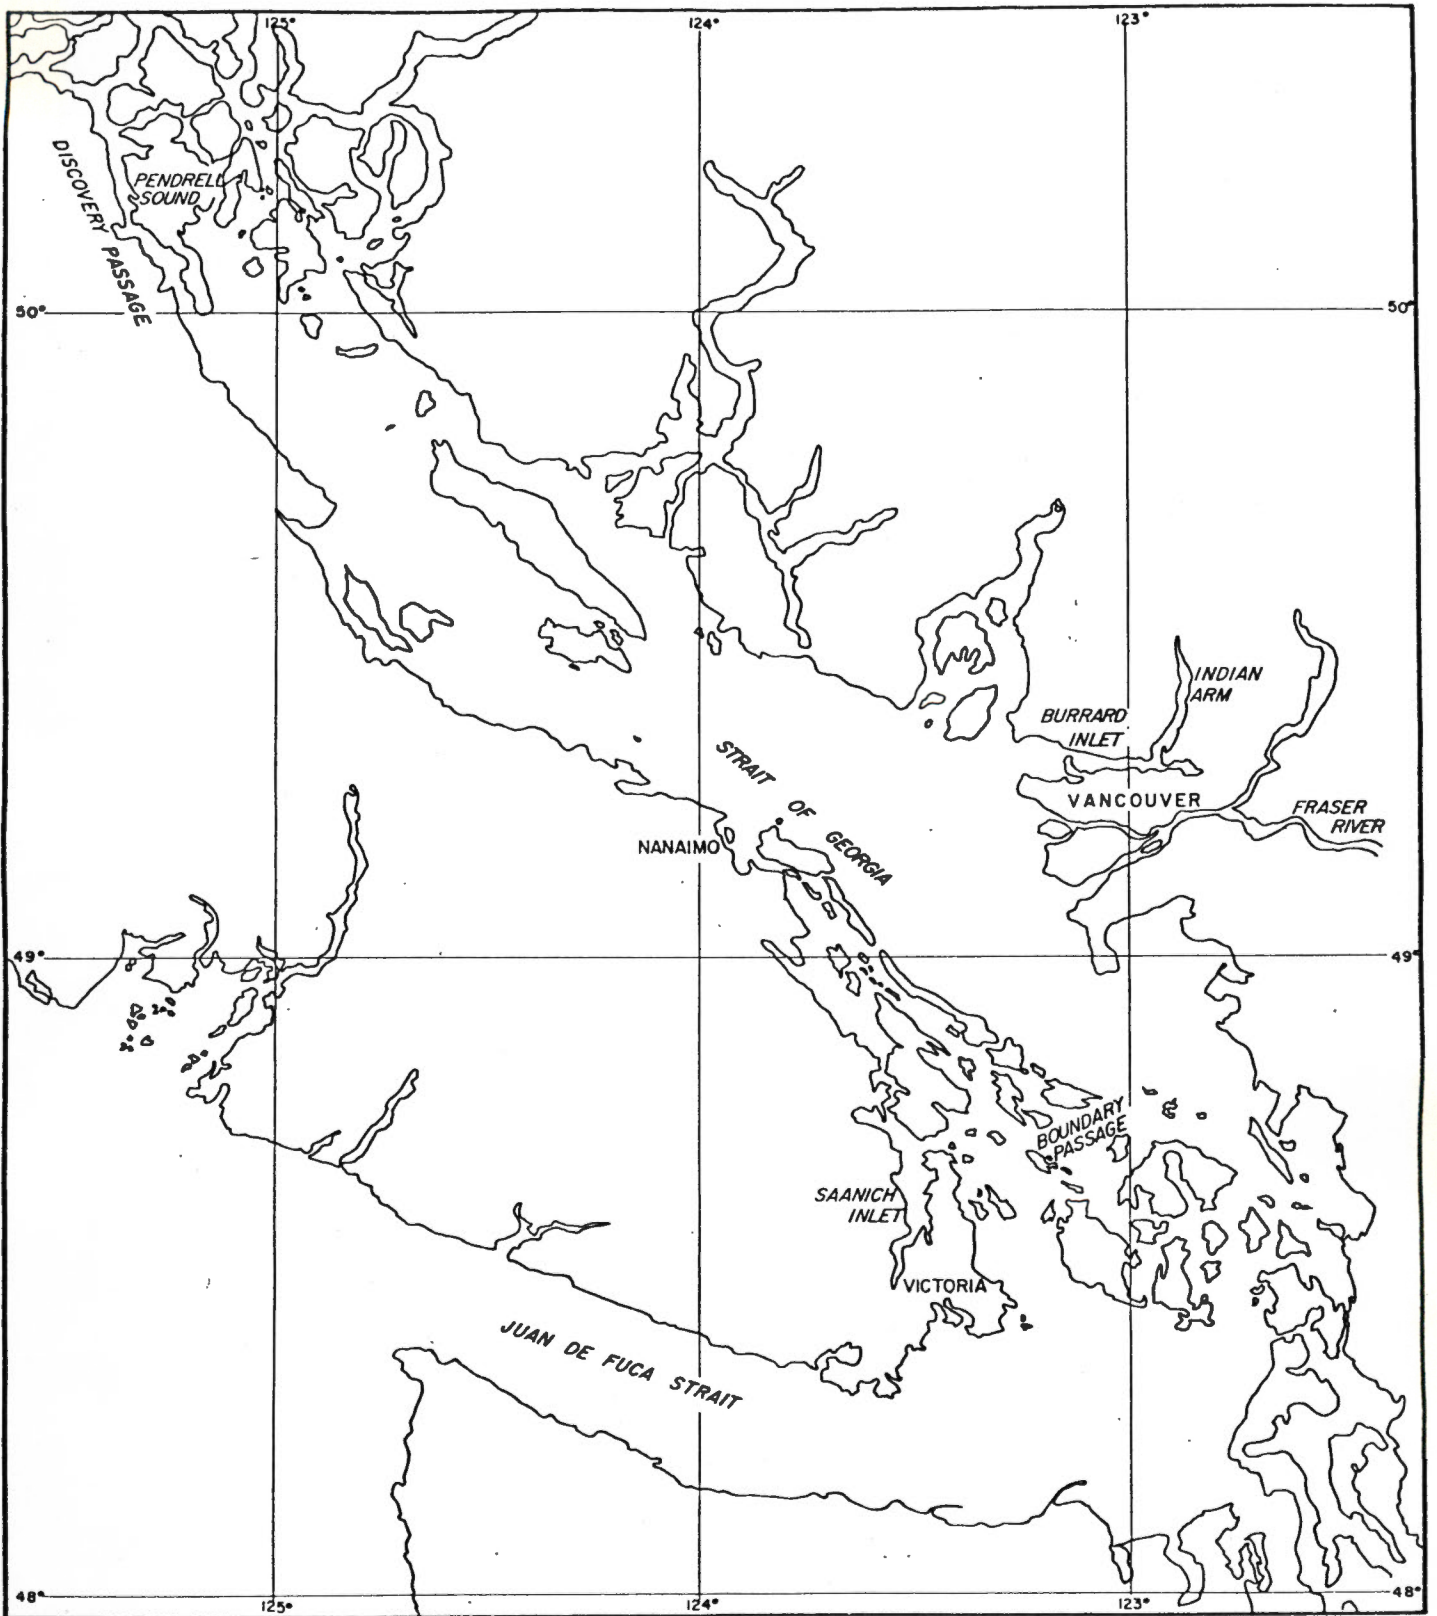 125°
124°
123°
DISCOVERY PASSAGE
PENDRELL
SOUND
50°
50°
INDIAN
ARM
BURRARD
INLET
STRAIT OF GEORGIA
VANCOUVER
FRASER
RIVER
NANAIMO
49°
49°
BOUNDARY
PASSAGE
SAANICH
INLET
VICTORIA
JUAN DE FUCA STRAIT
48°
48°
125°
124°
123°